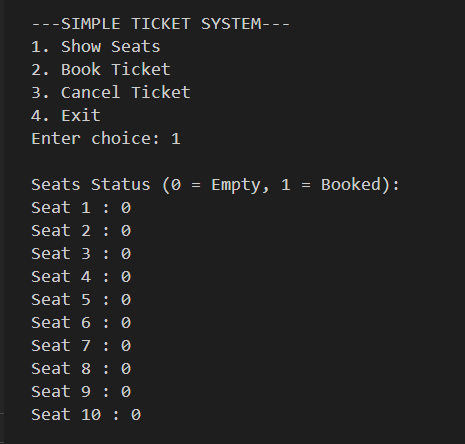 ---SIMPLE TICKET SYSTEM---
1. Show Seats
2. Book Ticket
3. Cancel Ticket
4. Exit
Enter choice: 1

Seats Status (0 = Empty, 1 = Booked):
Seat 1 : 0
Seat 2 : 0
Seat 3 : 0
Seat 4 : 0
Seat 5 : 0
Seat 6 : 0
Seat 7 : 0
Seat 8 : 0
Seat 9 : 0
Seat 10 : 0